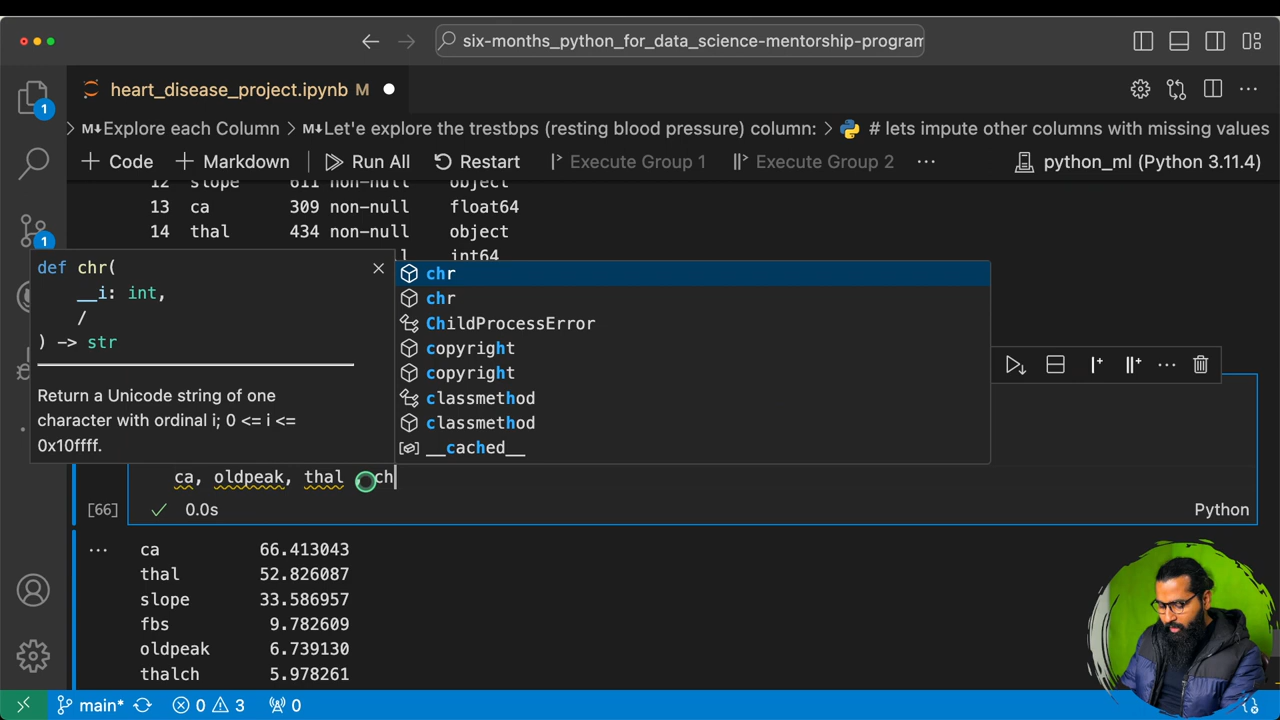 six-months_python_for_data_science-mentorship-program
heart_disease_project.ipynb M
Explore each Column > M↓Let'e explore the trestbps (resting blood pressure) column: > # lets impute other columns with missing values
+ Code + Markdown Run All Restart Execute Group 1 Execute Group 2 ... python_ml (Python 3.11.4)
12 slope 611 non-null object
13 ca 309 non-null float64
14 thal 434 non-null object
int64
def chr(
__i: int,
/
) -> str
Return a Unicode string of one
character with ordinal i; 0 <= i <=
0x10ffff.
chr
chr
ChildProcessError
copyright
copyright
classmethod
classmethod
__cached__
ca, oldpeak, thal , ch
[66] 0.0s Python
... ca 66.413043
thal 52.826087
slope 33.586957
fbs 9.782609
oldpeak 6.739130
thalch 5.978261
main* 0 3 0